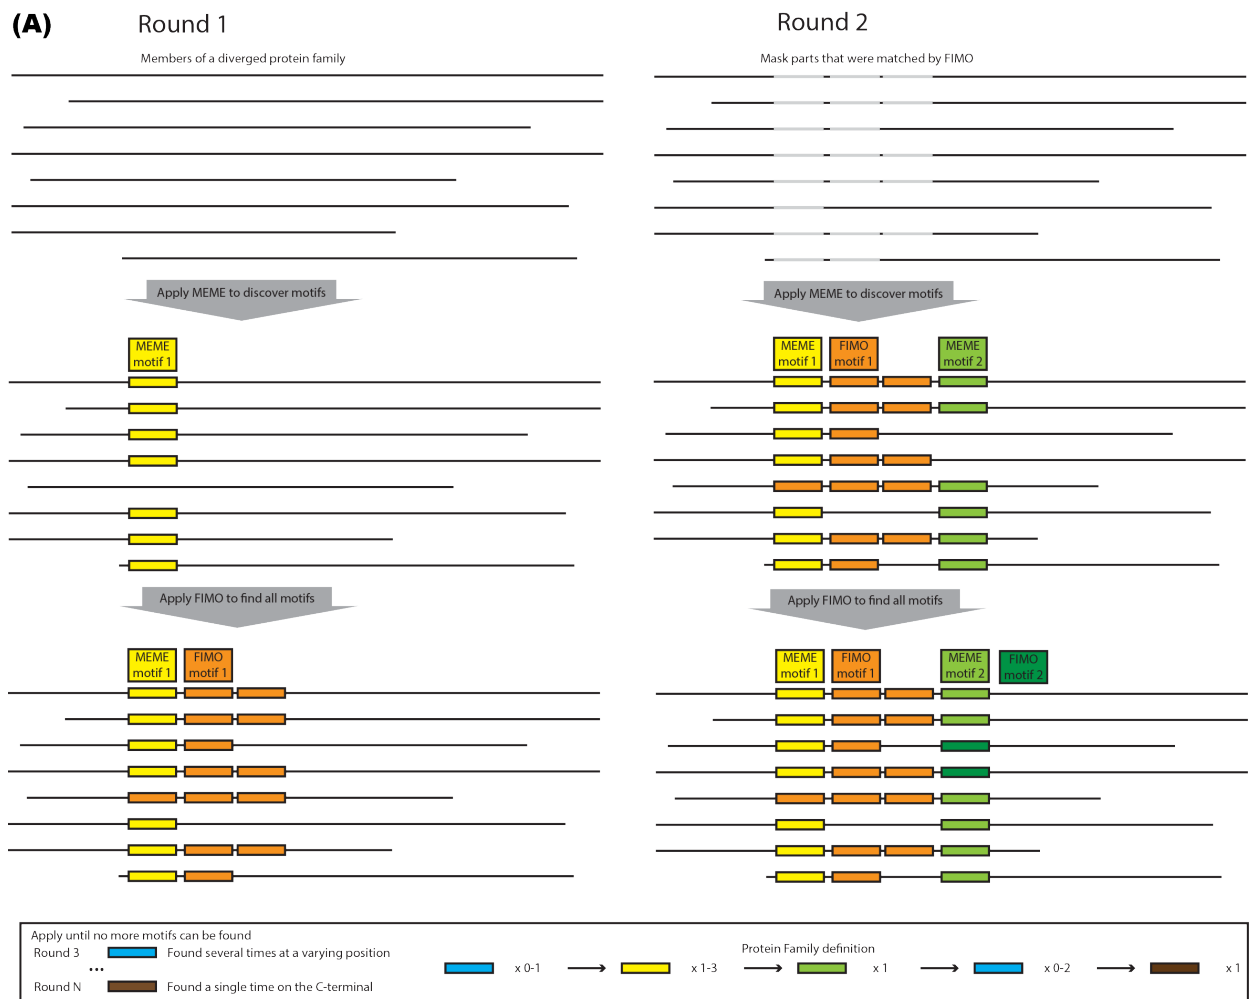 (A)
Round 1
Members of a diverged protein family
Apply MEME to discover motifs
MEME
motif 1
Apply FIMO to find all motifs
MEME
motif 1
FIMO
motif 1
Round 2
Mask parts that were matched by FIMO
Apply MEME to discover motifs
MEME
motif 1
FIMO
motif 1
MEME
motif 2
Apply FIMO to find all motifs
MEME
motif 1
FIMO
motif 1
MEME
motif 2
FIMO
motif 2
Apply until no more motifs can be found
Round 3 Found several times at a varying position
...
Round N Found a single time on the C-terminal
Protein Family definition
x 0-1 x 1-3 x 1 x 0-2 x 1